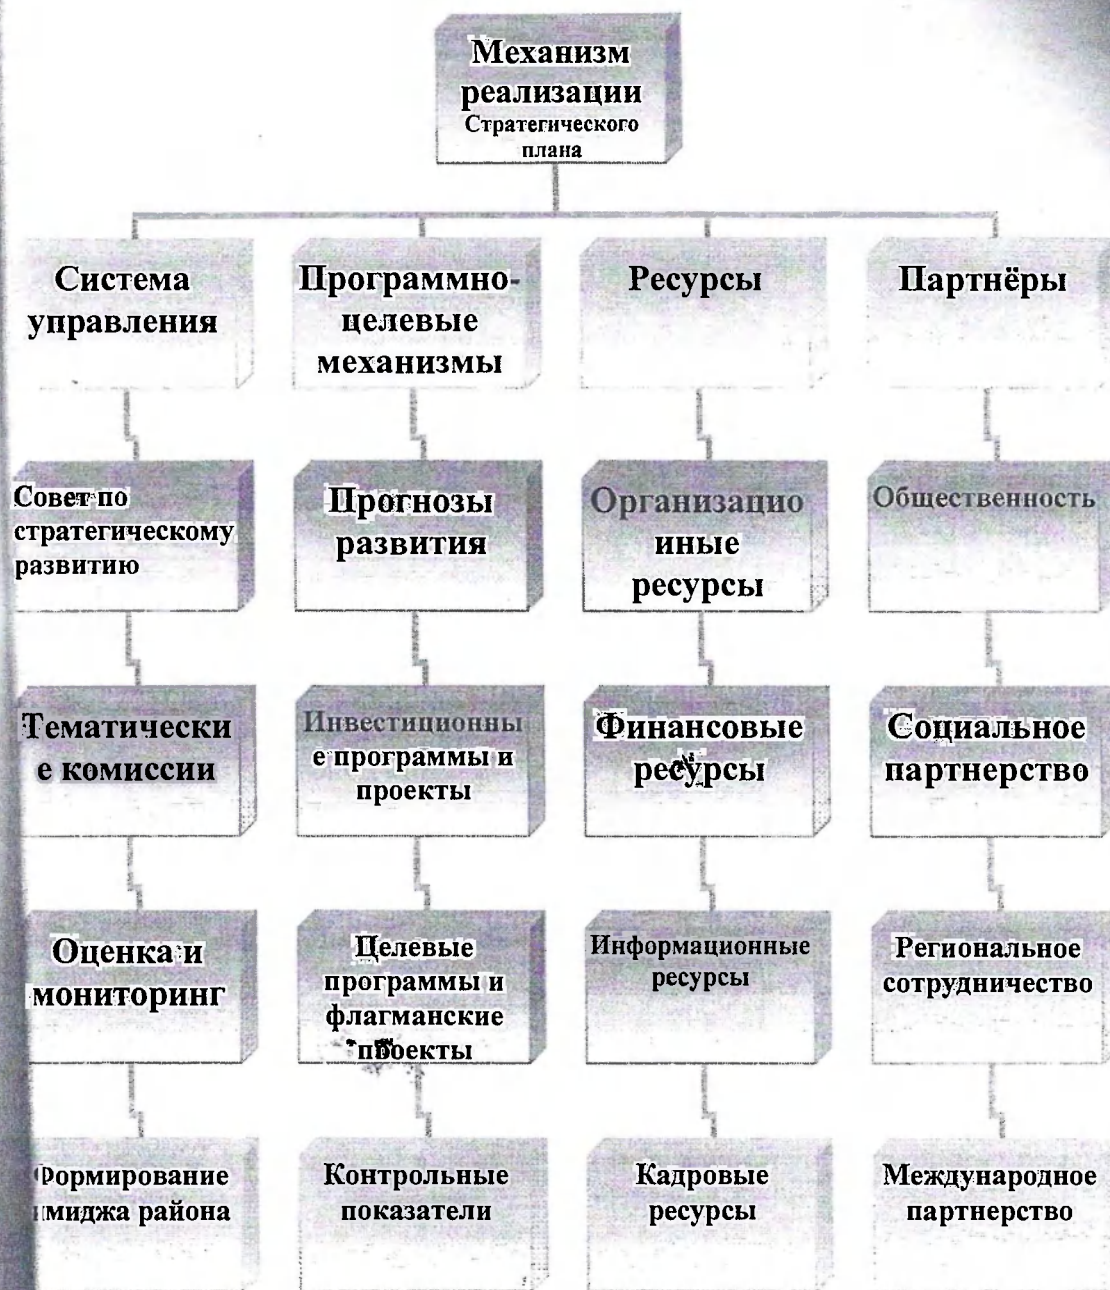 Механизм
реализации
Стратегического
плана
Система
управления
Программно-
целевые
механизмы
Ресурсы
Партнёры
Совет по
стратегическому
развитию
Прогнозы
развития
Организацио
иные
ресурсы
Общественность
Тематически
е комиссии
Инвестиционны
е программы и
проекты
Финансовые
ресурсы
Социальное
партнерство
Оценка и
мониторинг
Целевые
программы и
флагманские
проекты
Информационные
ресурсы
Региональное
сотрудничество
Формирование
имиджа района
Контрольные
показатели
Кадровые
ресурсы
Международное
партнерство